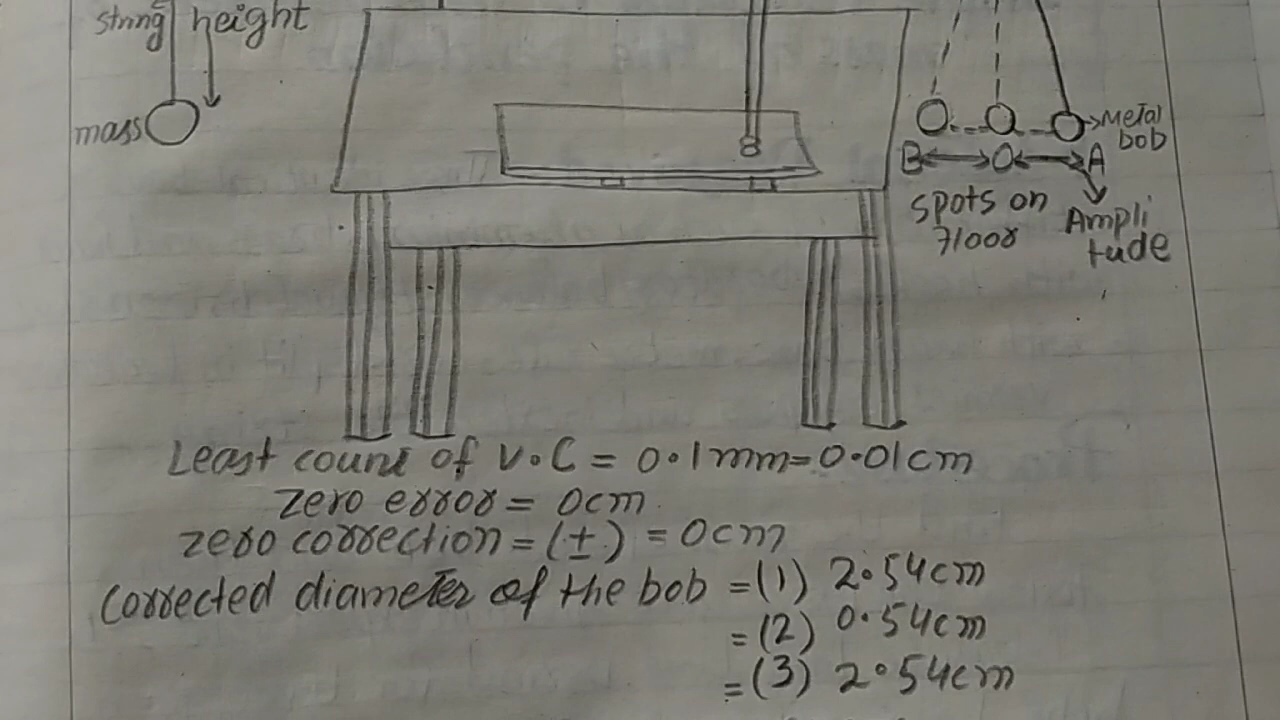 string height
mass
Metal
bob
B O A
spots on
floor
Ampli
tude
Least count of V.C = 0.1mm=0.01cm
zero error = 0cm
zero correction = (±) = 0cm
corrected diameter of the bob = (1) 2.54cm
= (2) 0.54cm
= (3) 2.54cm